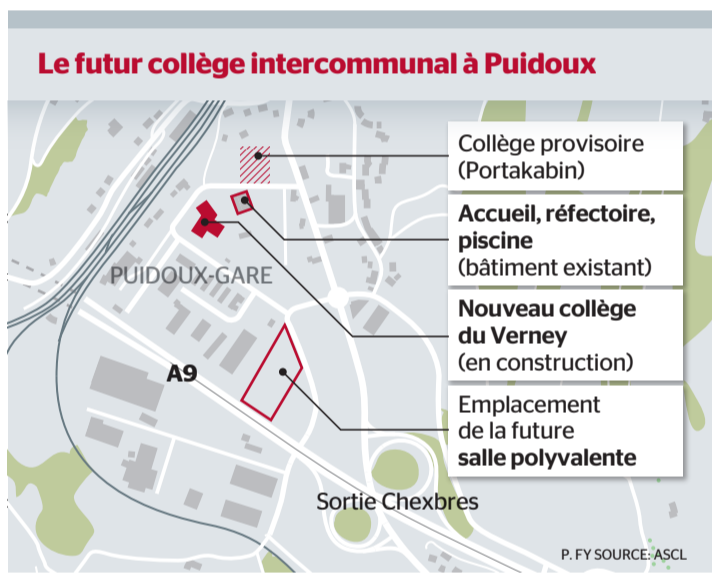 Le futur collège intercommunal à Puidoux
Collège provisoire
(Portakabin)
Accueil, réfectoire,
piscine
(bâtiment existant)
PUIDOUX-GARE
Nouveau collège
du Verney
(en construction)
A9
Emplacement
de la future
salle polyvalente
Sortie Chexbres
P. FY SOURCE: ASCL